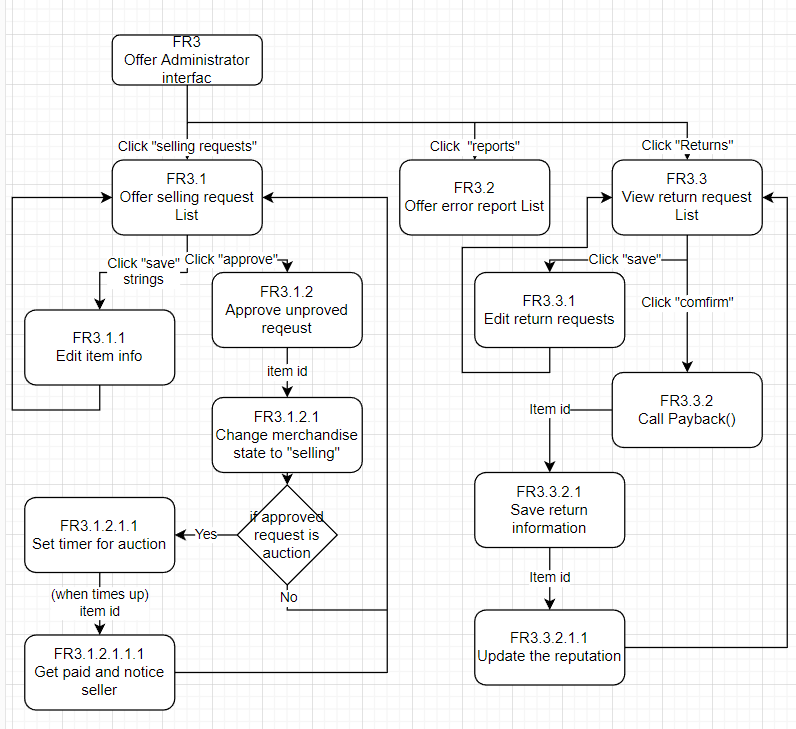 FR3
Offer Administrator
interfac
Click "selling requests"
Click "reports"
Click "Returns"
FR3.1
Offer selling request
List
FR3.2
Offer error report List
FR3.3
View return request
List
Click "save"
strings
Click "approve"
Click "save"
FR3.1.2
Approve unproved
reqeust
FR3.3.1
Edit return requests
Click "comfirm"
FR3.1.1
Edit item info
item id
FR3.1.2.1
Change merchandise
state to "selling"
FR3.3.2
Call Payback()
Item id
FR3.3.2.1
Save return
information
if approved
request is
auction
Yes
No
FR3.1.2.1.1
Set timer for auction
(when times up)
item id
Item id
FR3.1.2.1.1.1
Get paid and notice
seller
FR3.3.2.1.1
Update the reputation